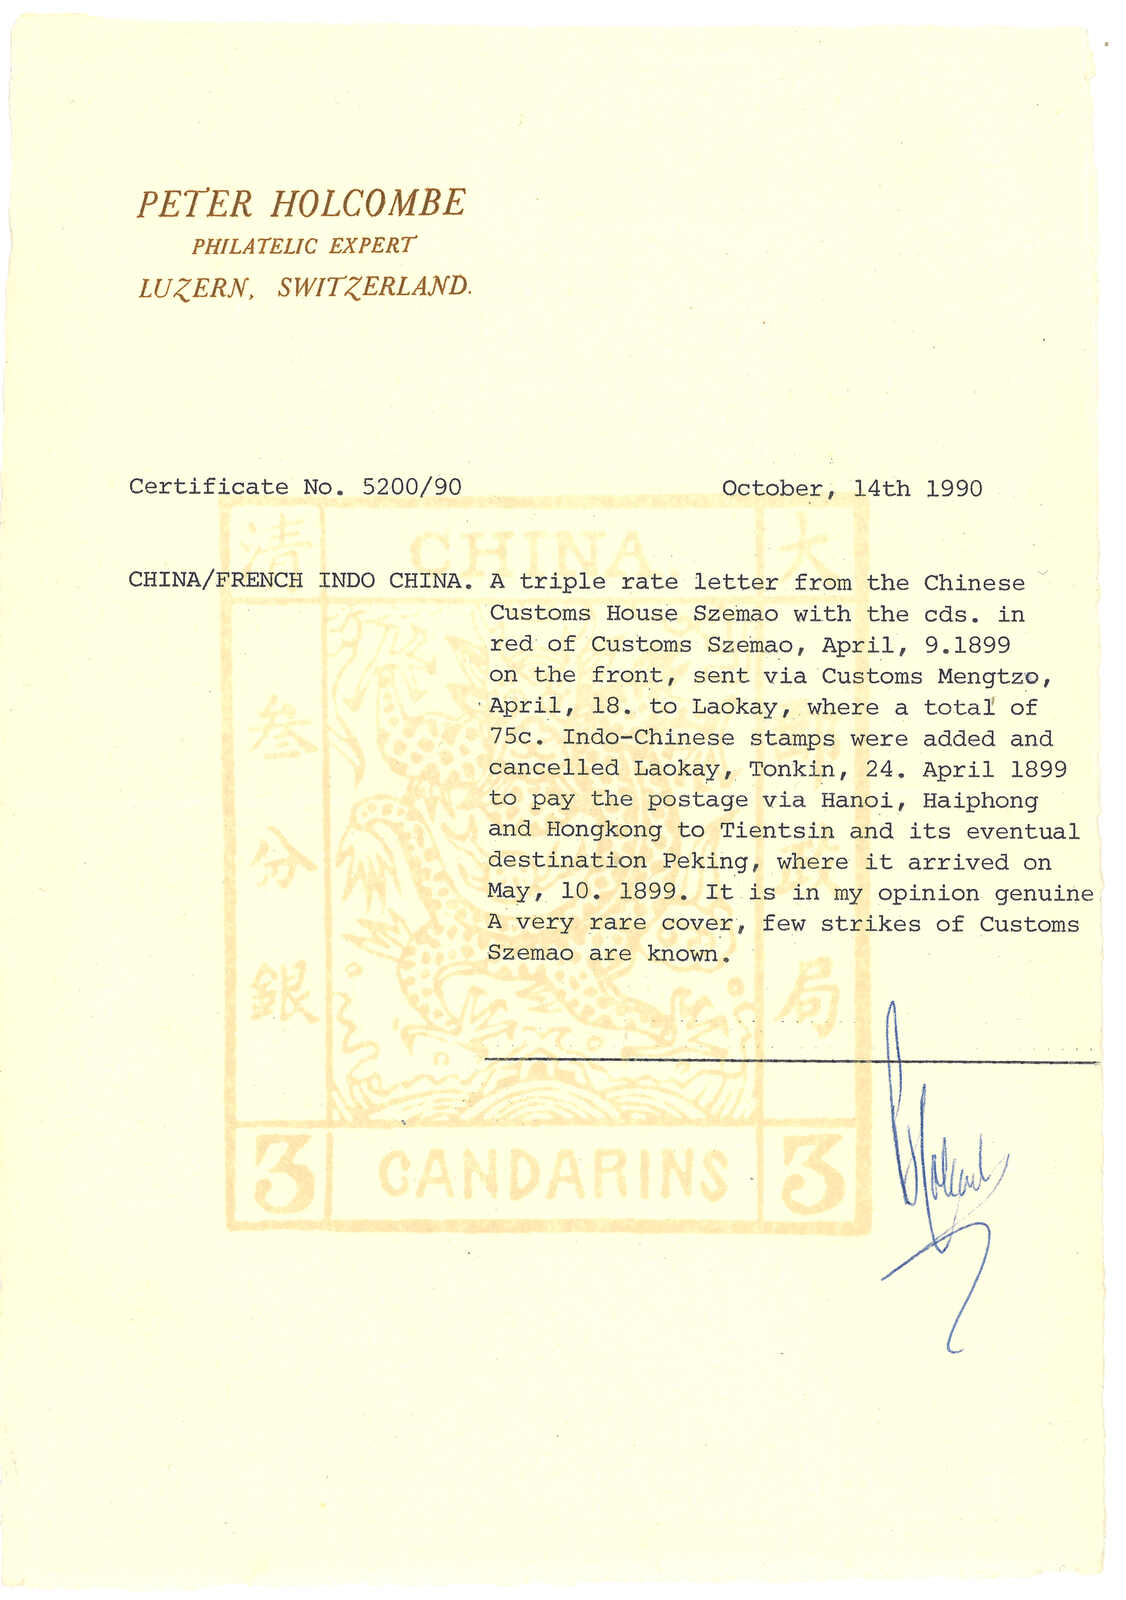 PETER HOLCOMBE
PHILATELIC EXPERT
LUZERN, SWITZERLAND.
Certificate No. 5200/90 October, 14th 1990
清 CHINA. 大
CHINA/FRENCH INDO CHINA. A triple rate letter from the Chinese
Customs House Szemao with the cds. in
red of Customs Szemao, April, 9.1899
on the front, sent via Customs Mengtzo,
April, 18. to Laokay, where a total of
75c. Indo-Chinese stamps were added and
cancelled Laokay, Tonkin, 24. April 1899
to pay the postage via Hanoi, Haiphong
and Hongkong to Tientsin and its eventual
destination Peking, where it arrived on
May, 10. 1899. It is in my opinion genuine
A very rare cover, few strikes of Customs
Szemao are known.
叁分銀
局
3 CANDARINS 3